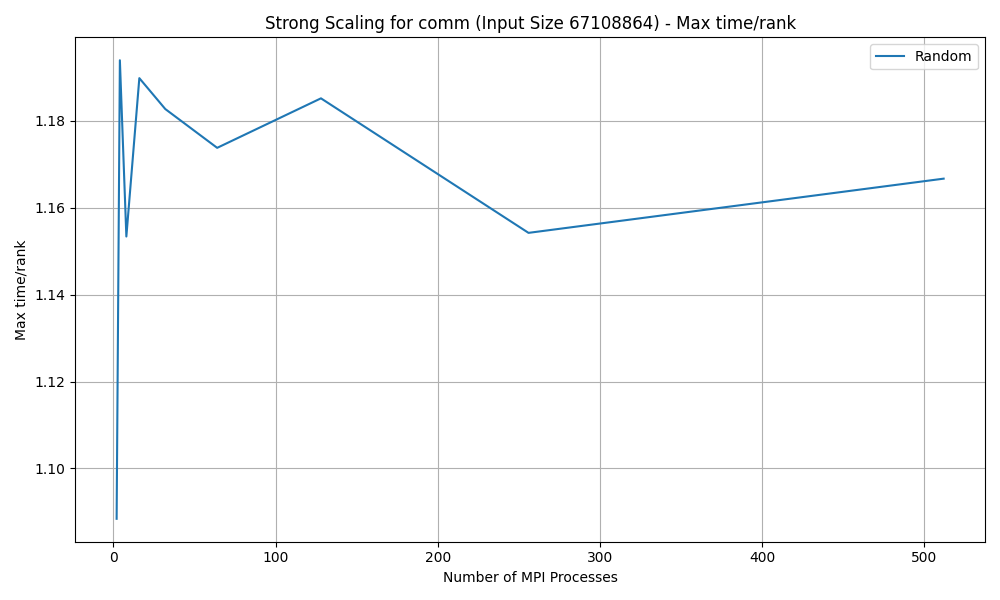 Strong Scaling for comm (Input Size 67108864) - Max time/rank
Random
1.18
1.16
1.14
1.12
1.10
Max time/rank
0
100
200
300
400
500
Number of MPI Processes